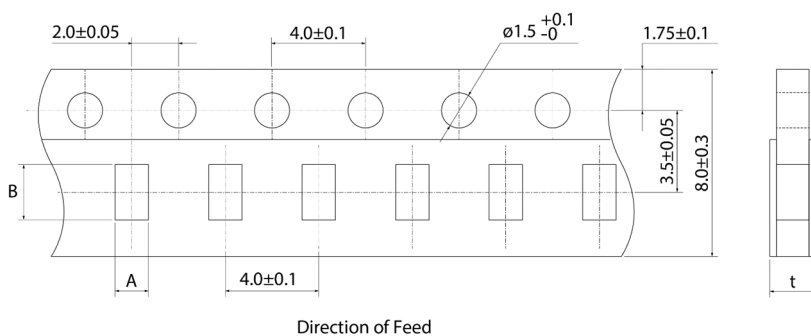 2.0±0.05
4.0±0.1
ø1.5 +0.1 -0
1.75±0.1
3.5±0.05
8.0±0.3
B
A
4.0±0.1
t
Direction of Feed